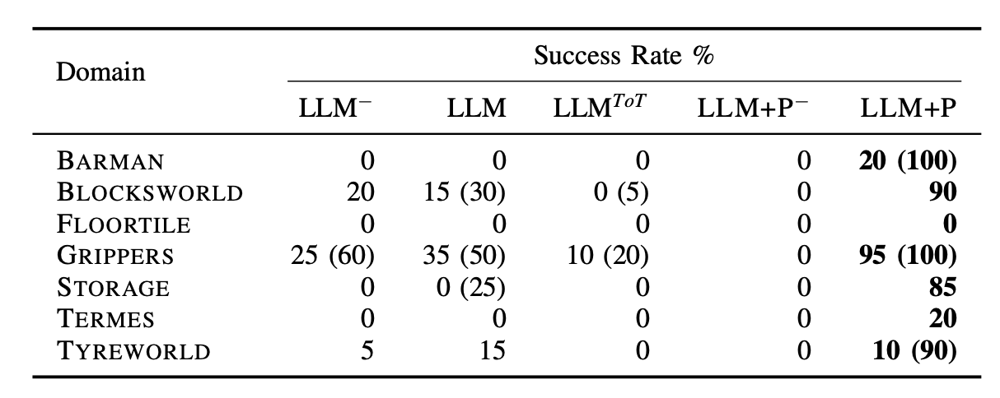 Domain Success Rate %
LLM− LLM LLM^ToT LLM+P− LLM+P
BARMAN 0 0 0 0 20 (100)
BLOCKSWORLD 20 15 (30) 0 (5) 0 90
FLOORTILE 0 0 0 0 0
GRIPPERS 25 (60) 35 (50) 10 (20) 0 95 (100)
STORAGE 0 0 (25) 0 0 85
TERMES 0 0 0 0 20
TYREWORLD 5 15 0 0 10 (90)